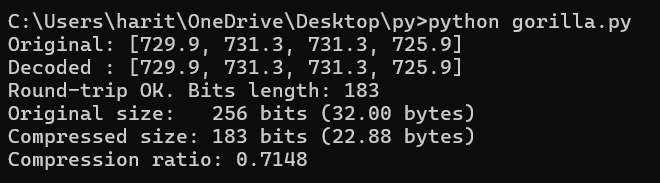 C:\Users\harit\OneDrive\Desktop\py>python gorilla.py
Original: [729.9, 731.3, 731.3, 725.9]
Decoded : [729.9, 731.3, 731.3, 725.9]
Round-trip OK. Bits length: 183
Original size:   256 bits (32.00 bytes)
Compressed size: 183 bits (22.88 bytes)
Compression ratio: 0.7148